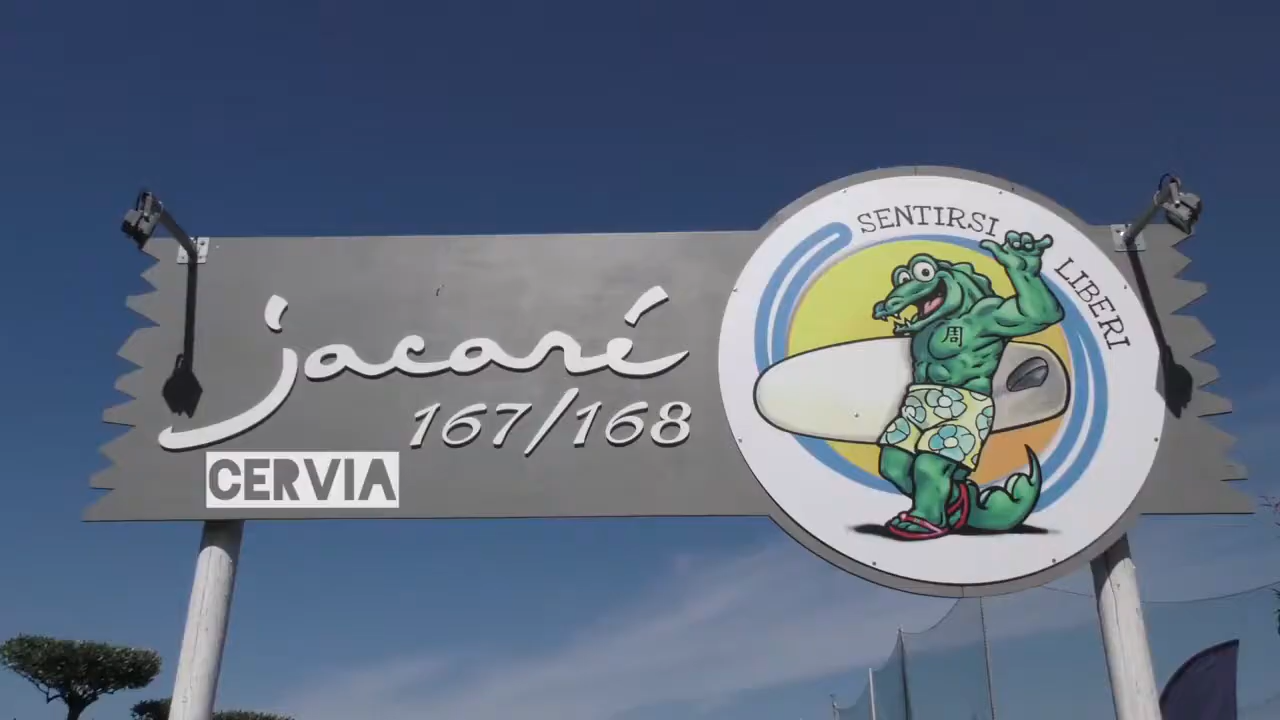 jacaré
167/168
CERVIA
SENTIRSI LIBERI
周